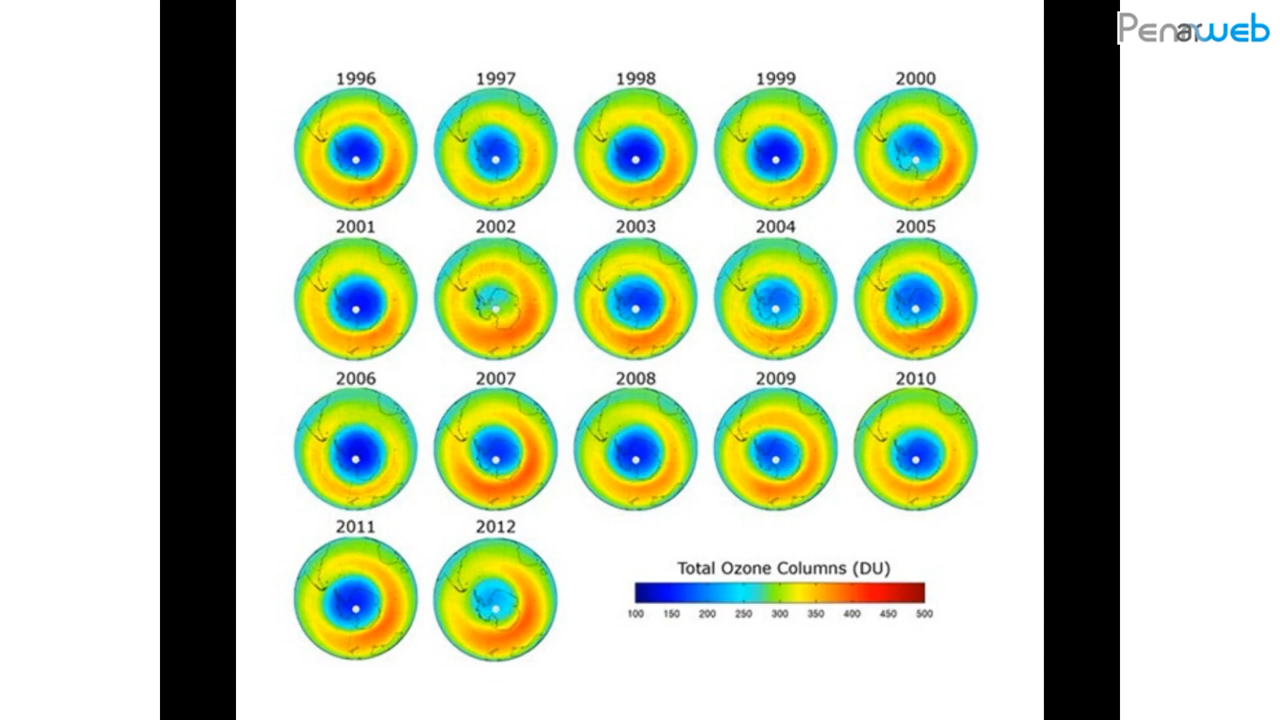 Penarweb
1996 1997 1998 1999 2000
2001 2002 2003 2004 2005
2006 2007 2008 2009 2010
2011 2012
Total Ozone Columns (DU)
100 150 200 250 300 350 400 450 500